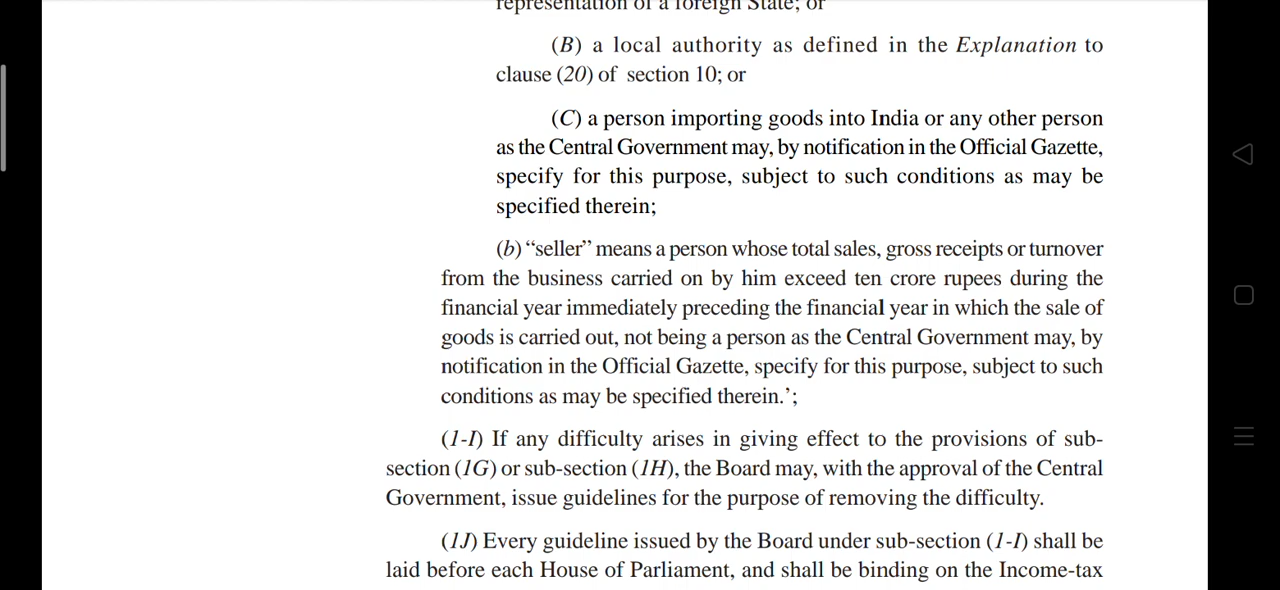 representation of a foreign State; or
(B) a local authority as defined in the Explanation to
clause (20) of section 10; or
(C) a person importing goods into India or any other person
as the Central Government may, by notification in the Official Gazette,
specify for this purpose, subject to such conditions as may be
specified therein;
(b) “seller” means a person whose total sales, gross receipts or turnover
from the business carried on by him exceed ten crore rupees during the
financial year immediately preceding the financial year in which the sale of
goods is carried out, not being a person as the Central Government may, by
notification in the Official Gazette, specify for this purpose, subject to such
conditions as may be specified therein.’;
(1-I) If any difficulty arises in giving effect to the provisions of sub-
section (1G) or sub-section (1H), the Board may, with the approval of the Central
Government, issue guidelines for the purpose of removing the difficulty.
(1J) Every guideline issued by the Board under sub-section (1-I) shall be
laid before each House of Parliament, and shall be binding on the Income-tax